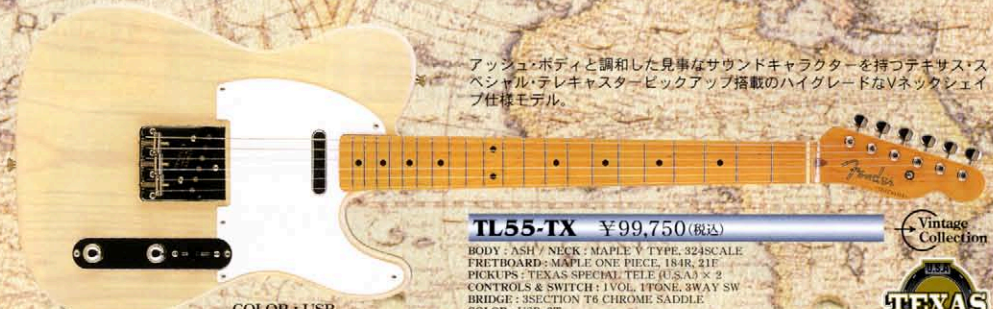 アッシュ・ボディと調和した見事なサウンドキャラクターを持つテキサス・ス
ペシャル・テレキャスターピックアップ搭載のハイグレードなVネックシェイ
プ仕様モデル。
Fender
TL55-TX ￥99,750(税込)
Vintage
Collection
BODY : ASH / NECK : MAPLE V TYPE, 324SCALE
FRETBOARD : MAPLE ONE PIECE, 184R, 21F
PICKUPS : TEXAS SPECIAL TELE (U.S.A.) × 2
CONTROLS & SWITCH : 1VOL, 1TONE, 3WAY SW
BRIDGE : 3SECTION T6 CHROME SADDLE
U.S.A
TEXAS
COLOR : USB